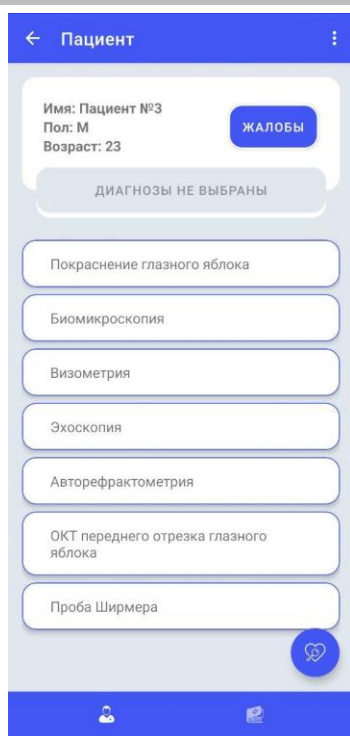 Пациент
Имя: Пациент №3
Пол: М
Возраст: 23
ЖАЛОБЫ
ДИАГНОЗЫ НЕ ВЫБРАНЫ
Покраснение глазного яблока
Биомикроскопия
Визометрия
Эхоскопия
Авторефрактометрия
ОКТ переднего отрезка глазного
яблока
Проба Ширмера